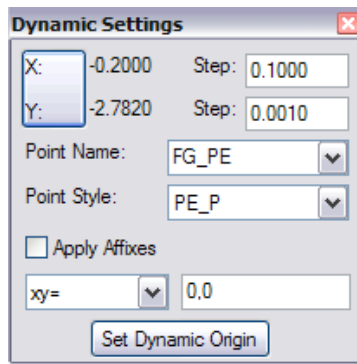 Dynamic Settings
X: -0.2000 Step: 0.1000
Y: -2.7820 Step: 0.0010
Point Name: FG_PE
Point Style: PE_P
Apply Affixes
xy= 0,0
Set Dynamic Origin